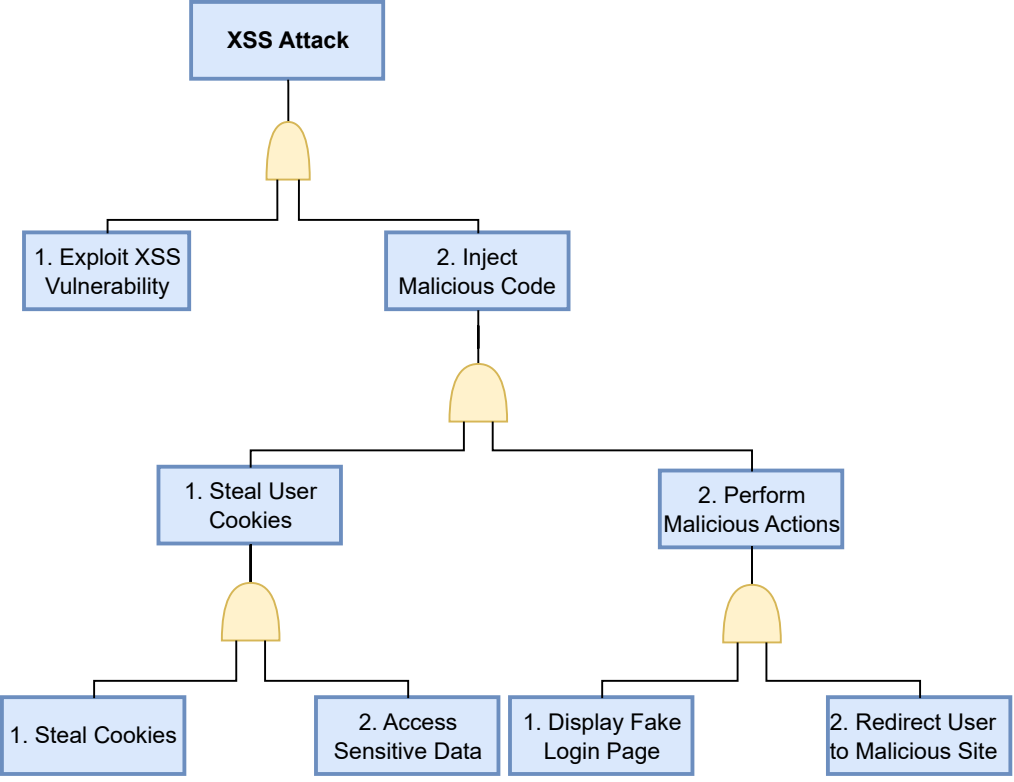 XSS Attack
1. Exploit XSS
Vulnerability
2. Inject
Malicious Code
1. Steal User
Cookies
2. Perform
Malicious Actions
1. Steal Cookies
2. Access
Sensitive Data
1. Display Fake
Login Page
2. Redirect User
to Malicious Site